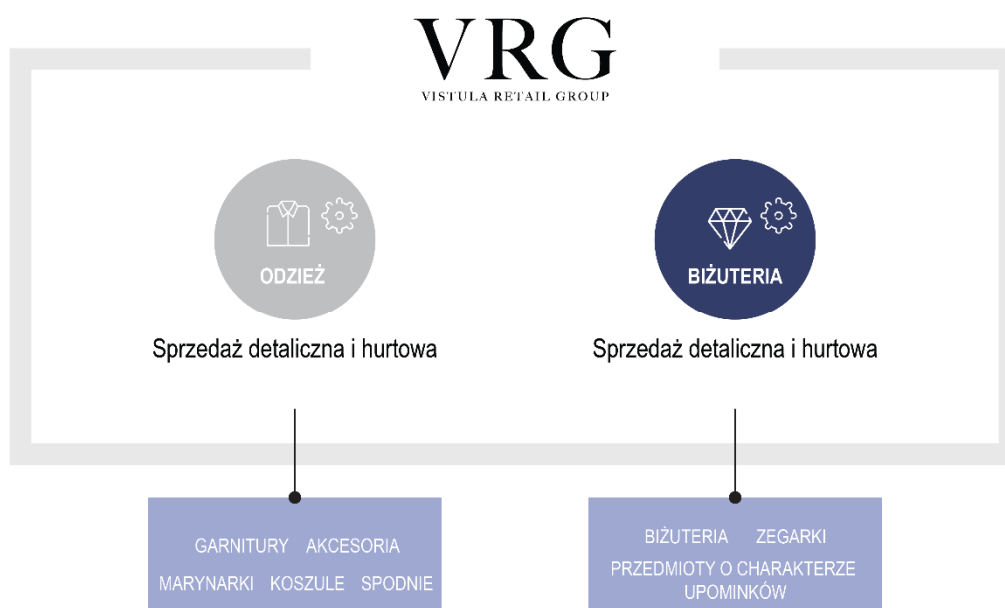 VRG
VISTULA RETAIL GROUP
ODZIEŻ
Sprzedaż detaliczna i hurtowa
GARNITURY AKCESORIA
MARYNARKI KOSZULE SPODNIE
BIŻUTERIA
Sprzedaż detaliczna i hurtowa
BIŻUTERIA ZEGARKI
PRZEDMIOTY O CHARAKTERZE
UPOMINKÓW